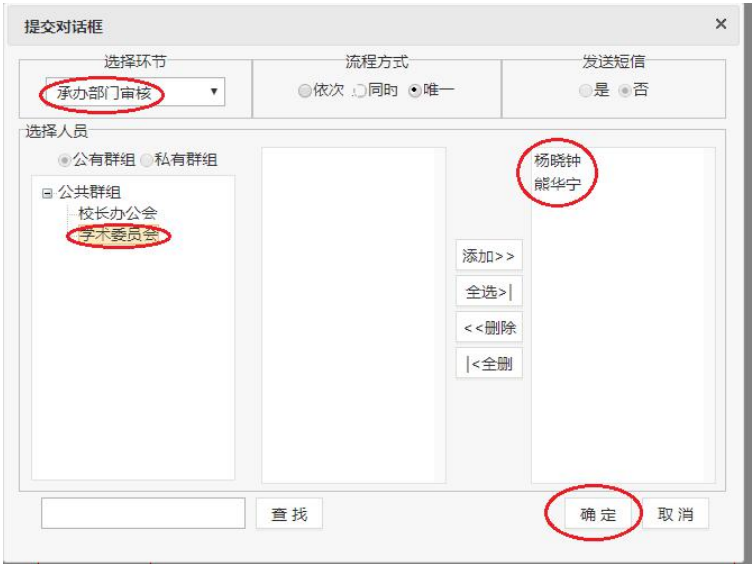 提交对话框
×
选择环节
流程方式
发送短信
承办部门审核
依次 同时 唯一
是 否
选择人员
公有群组 私有群组
公共群组
校长办公会
学术委员会
杨晓钟
熊华宁
添加>>
全选>|
<<删除
|<全删
查找
确定
取消